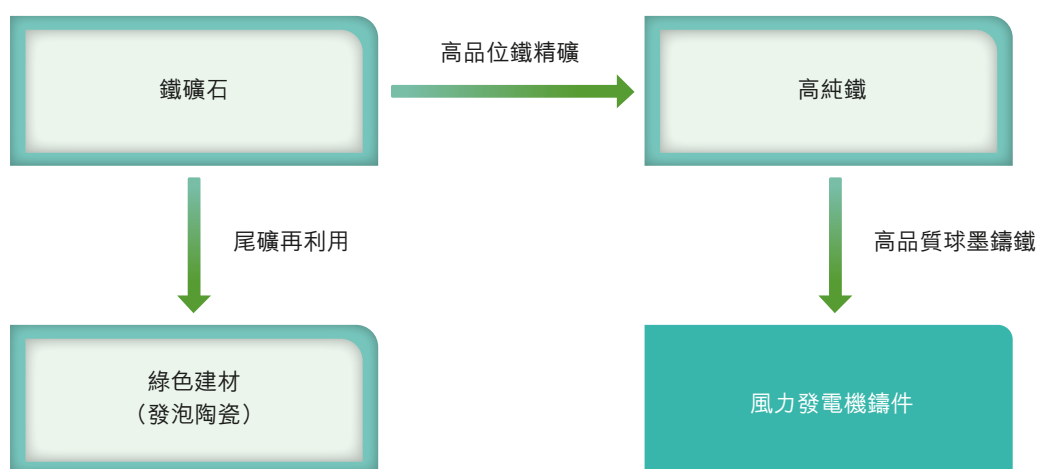 高品位鐵精礦
鐵礦石
高純鐵
尾礦再利用
高品質球墨鑄鐵
綠色建材
（發泡陶瓷）
風力發電機鑄件